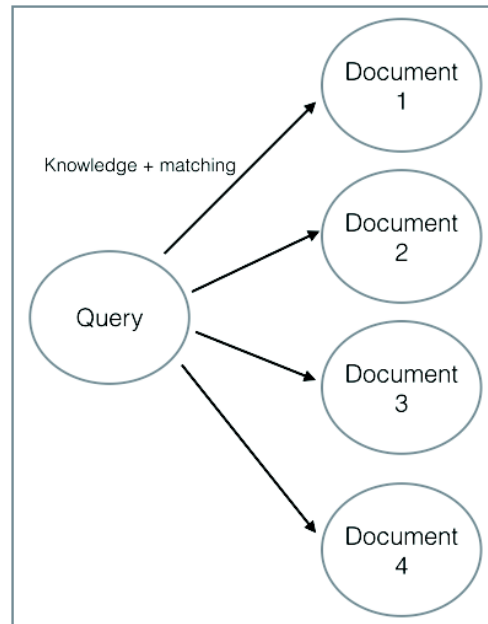 Document
1
Knowledge + matching
Document
2
Query
Document
3
Document
4